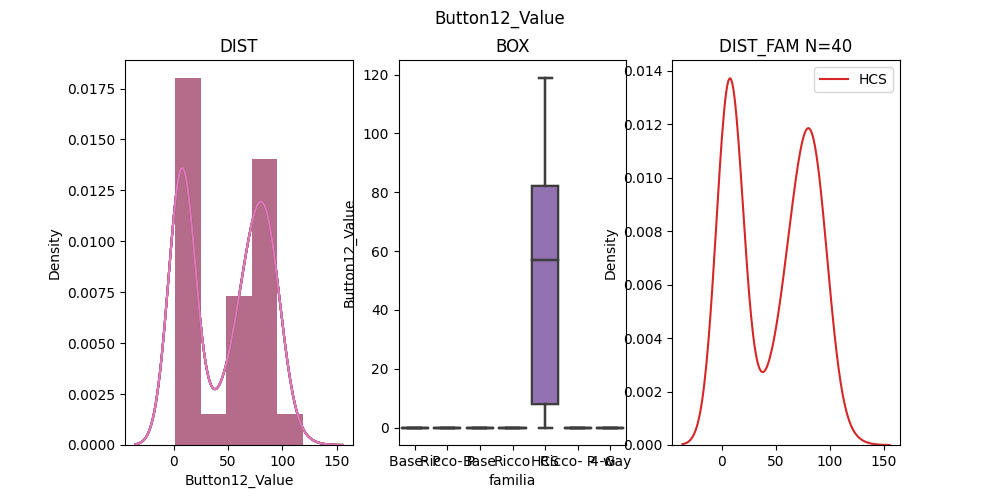 Button12_Value
DIST
BOX
DIST_FAM N=40
0.0175
0.0150
0.0125
0.0100
0.0075
0.0050
0.0025
0.0000
Density
0 50 100 150
Button12_Value
120
100
80
60
40
20
0
Button12_Value
HCS
familia
HCS
0.014
0.012
0.010
0.008
0.006
0.004
0.002
0.000
Density
0 50 100 150